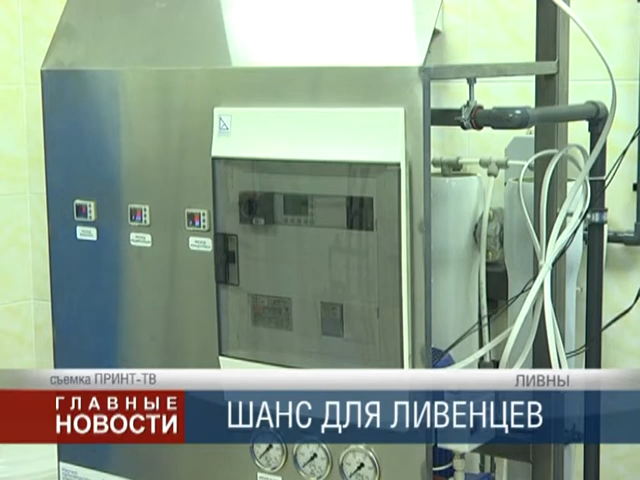 съемка ПРИНТ-ТВ
ЛИВНЫ
ГЛАВНЫЕ
НОВОСТИ
ШАНС ДЛЯ ЛИВЕНЦЕВ